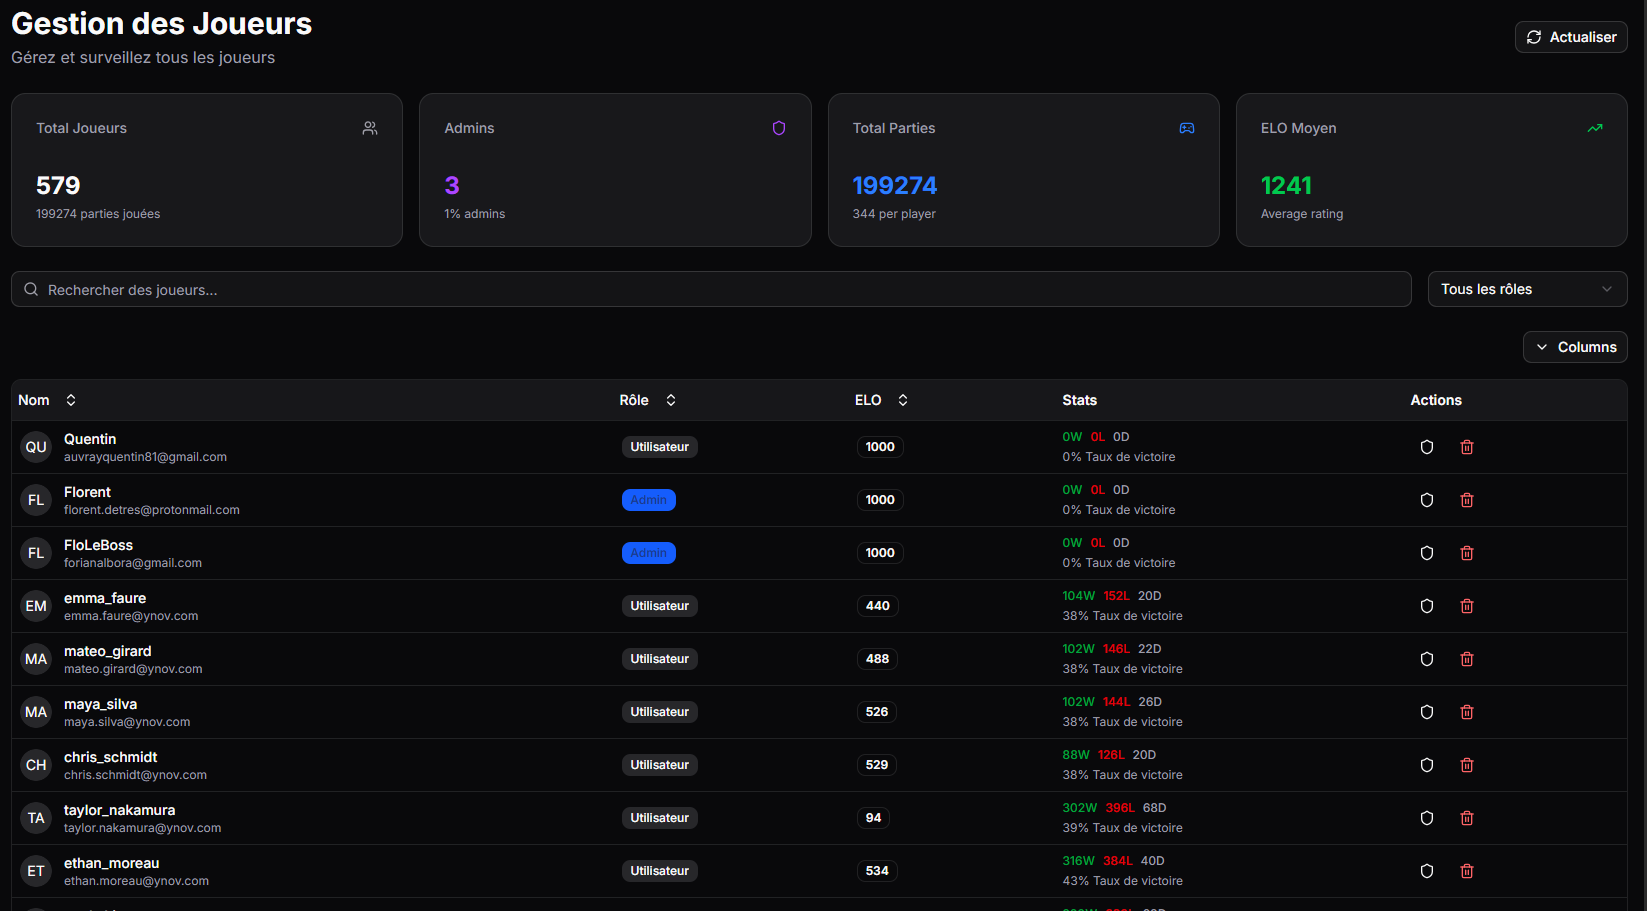 Gestion des Joueurs
Gérez et surveillez tous les joueurs
Actualiser
Total Joueurs
579
199274 parties jouées
Admins
3
1% admins
Total Parties
199274
344 per player
ELO Moyen
1241
Average rating
Rechercher des joueurs...
Tous les rôles
Columns
Nom Rôle ELO Stats Actions
QU Quentin
auvrayquentin81@gmail.com
Utilisateur
1000
0W 0L 0D
0% Taux de victoire
FL Florent
florent.detres@protonmail.com
Admin
1000
0W 0L 0D
0% Taux de victoire
FL FloLeBoss
forianalbora@gmail.com
Admin
1000
0W 0L 0D
0% Taux de victoire
EM emma_faure
emma.faure@ynov.com
Utilisateur
440
104W 152L 20D
38% Taux de victoire
MA mateo_girard
mateo.girard@ynov.com
Utilisateur
488
102W 146L 22D
38% Taux de victoire
MA maya_silva
maya.silva@ynov.com
Utilisateur
526
102W 144L 26D
38% Taux de victoire
CH chris_schmidt
chris.schmidt@ynov.com
Utilisateur
529
88W 126L 20D
38% Taux de victoire
TA taylor_nakamura
taylor.nakamura@ynov.com
Utilisateur
94
302W 396L 68D
39% Taux de victoire
ET ethan_moreau
ethan.moreau@ynov.com
Utilisateur
534
316W 384L 40D
43% Taux de victoire